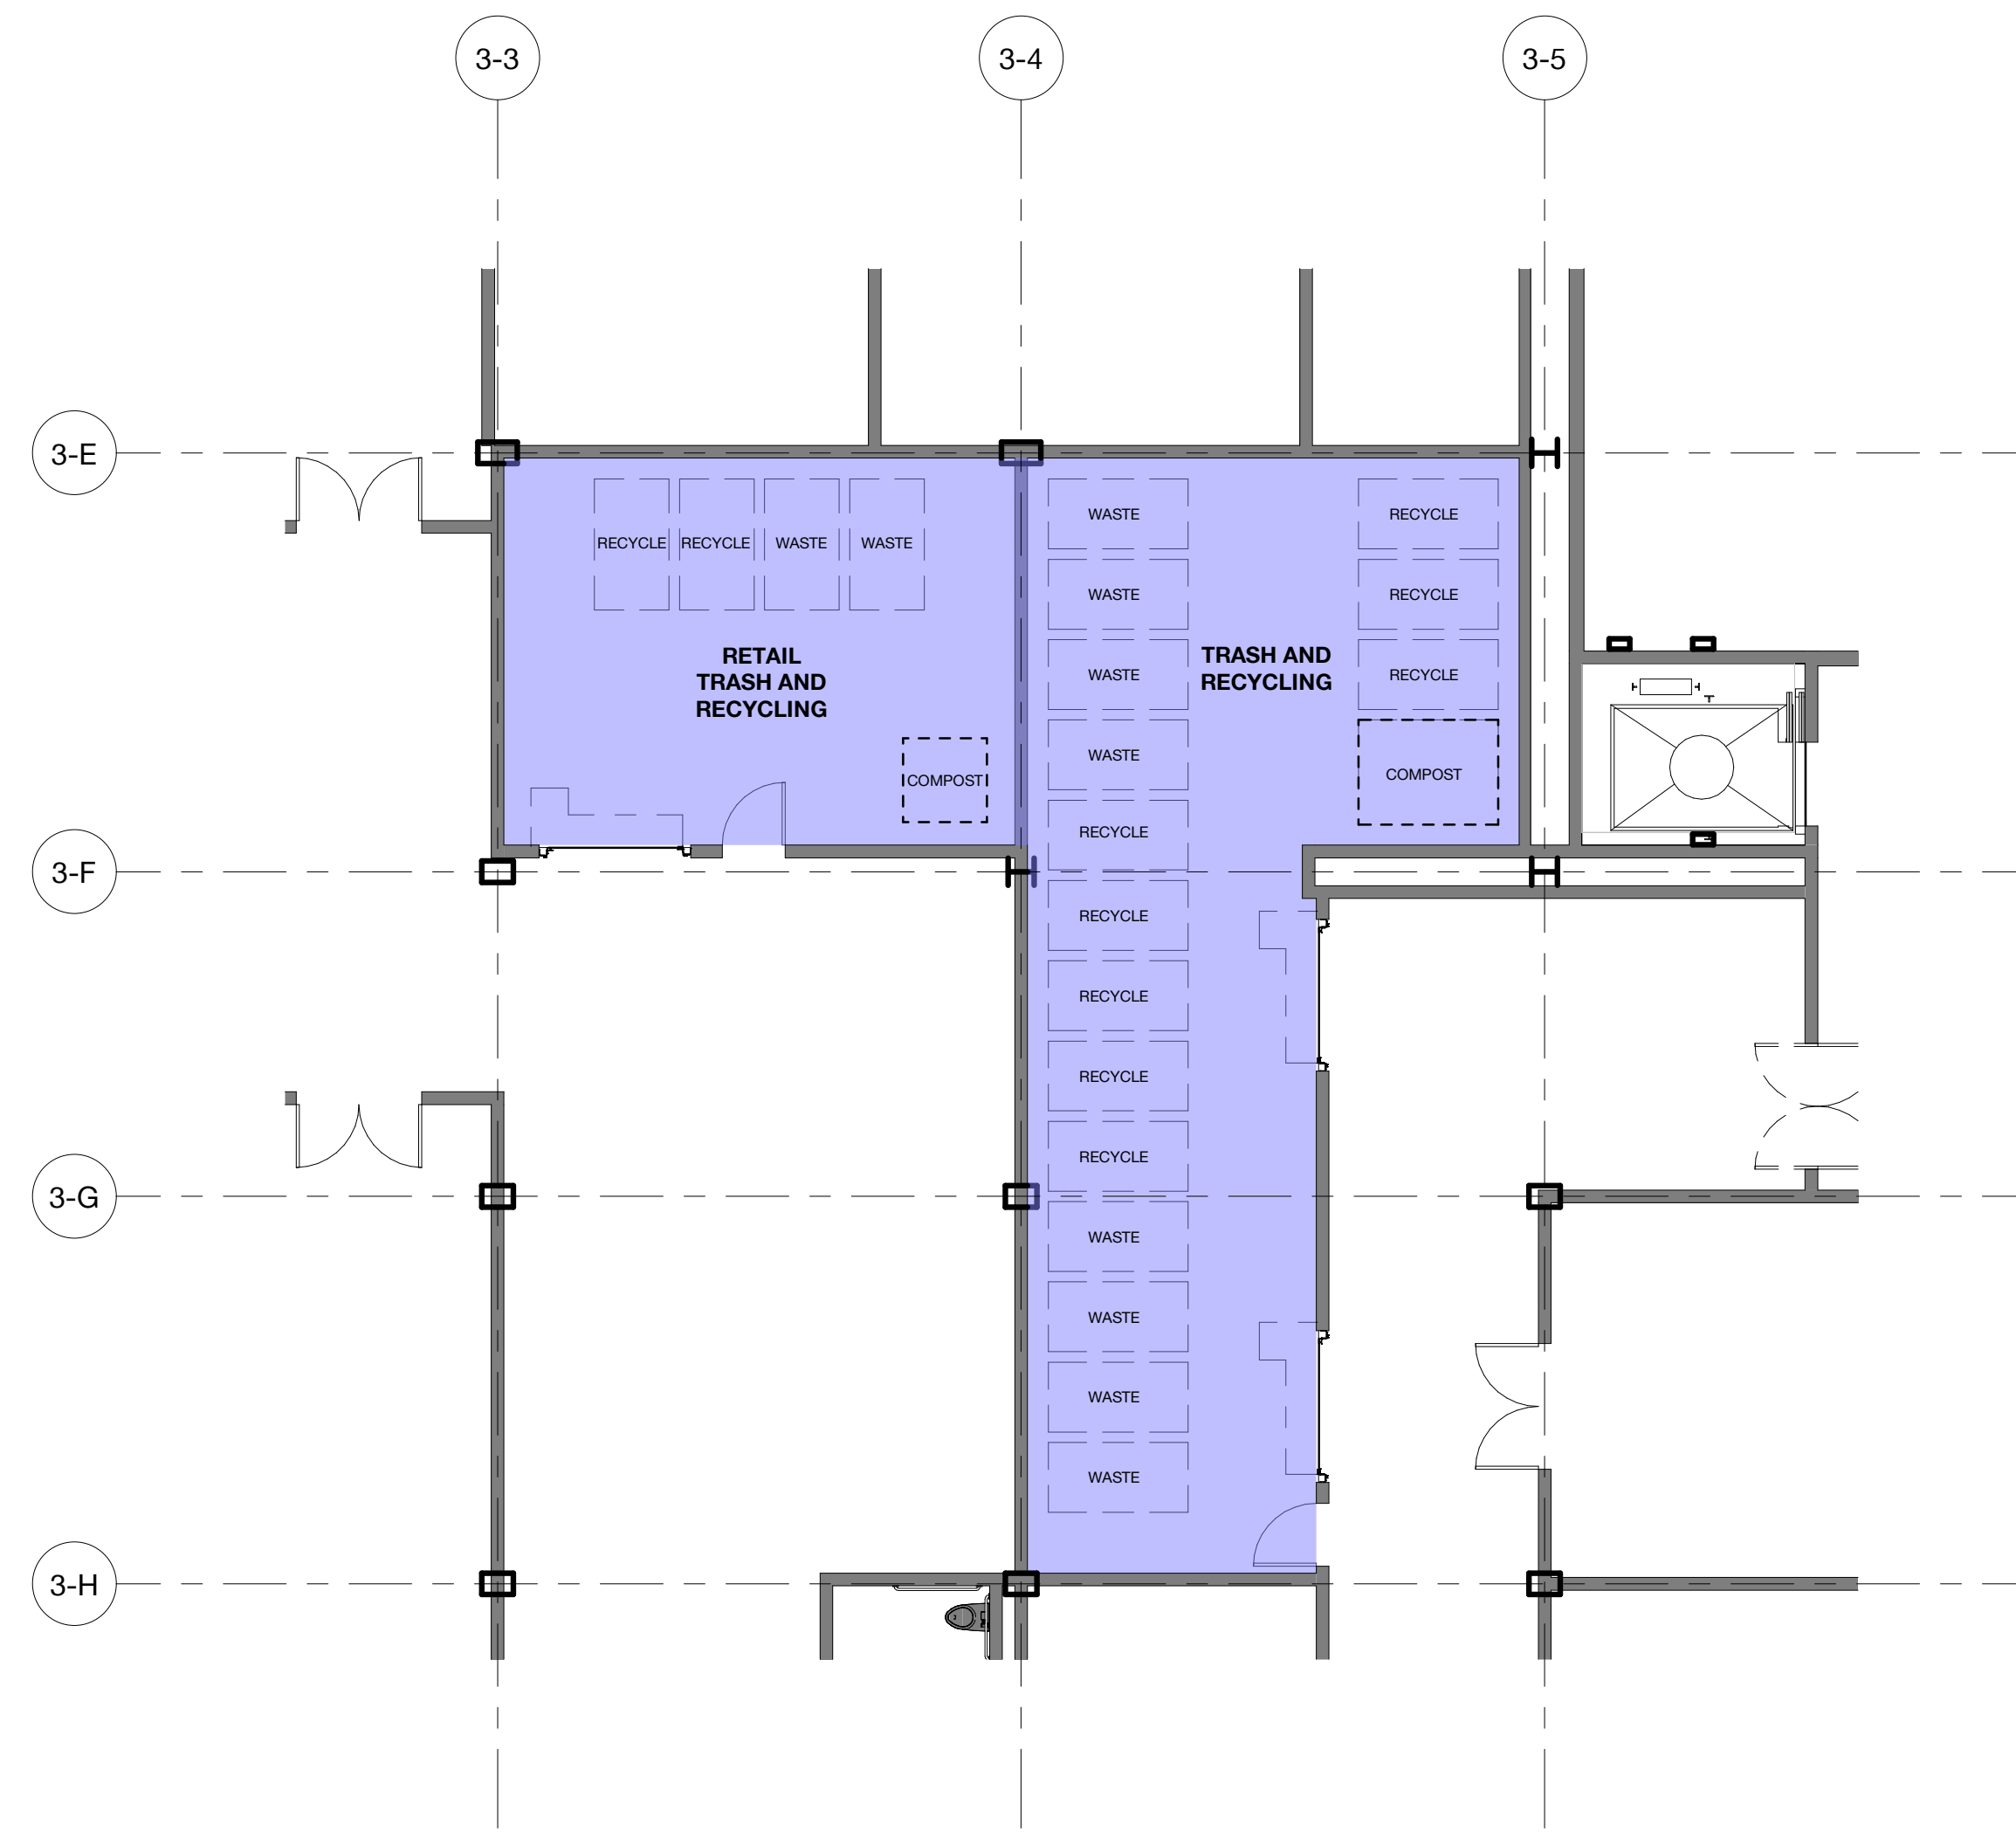 3-3
3-4
3-5
3-E
RECYCLE
RECYCLE
WASTE
WASTE
RETAIL
TRASH AND
RECYCLING
COMPOST
WASTE
WASTE
WASTE
WASTE
RECYCLE
RECYCLE
RECYCLE
RECYCLE
RECYCLE
WASTE
WASTE
WASTE
WASTE
TRASH AND
RECYCLING
RECYCLE
RECYCLE
RECYCLE
COMPOST
3-F
3-G
3-H